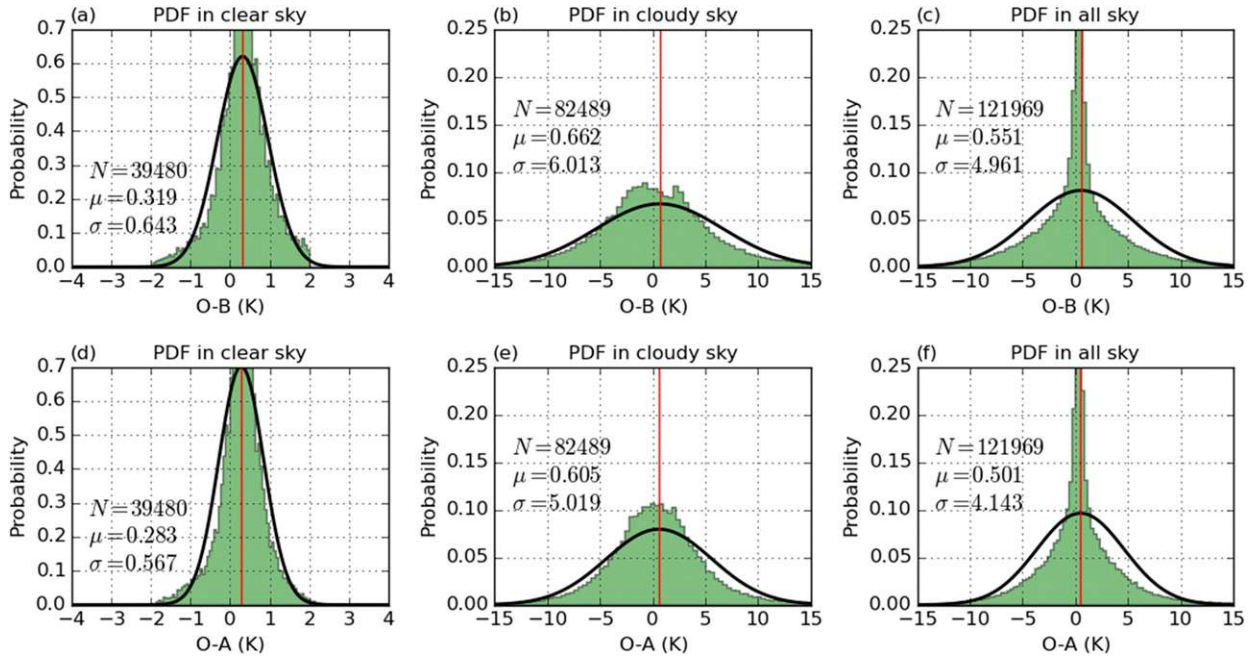 (a) PDF in clear sky
0.7
0.6
0.5
0.4
0.3
0.2
0.1
0.0
Probability
N=39480
μ=0.319
σ=0.643
−4 −3 −2 −1 0 1 2 3 4
O-B (K)
(b) PDF in cloudy sky
0.25
0.20
0.15
0.10
0.05
0.00
Probability
N=82489
μ=0.662
σ=6.013
−15 −10 −5 0 5 10 15
O-B (K)
(c) PDF in all sky
0.25
0.20
0.15
0.10
0.05
0.00
Probability
N=121969
μ=0.551
σ=4.961
−15 −10 −5 0 5 10 15
O-B (K)
(d) PDF in clear sky
0.7
0.6
0.5
0.4
0.3
0.2
0.1
0.0
Probability
N=39480
μ=0.283
σ=0.567
−4 −3 −2 −1 0 1 2 3 4
O-A (K)
(e) PDF in cloudy sky
0.25
0.20
0.15
0.10
0.05
0.00
Probability
N=82489
μ=0.605
σ=5.019
−15 −10 −5 0 5 10 15
O-A (K)
(f) PDF in all sky
0.25
0.20
0.15
0.10
0.05
0.00
Probability
N=121969
μ=0.501
σ=4.143
−15 −10 −5 0 5 10 15
O-A (K)